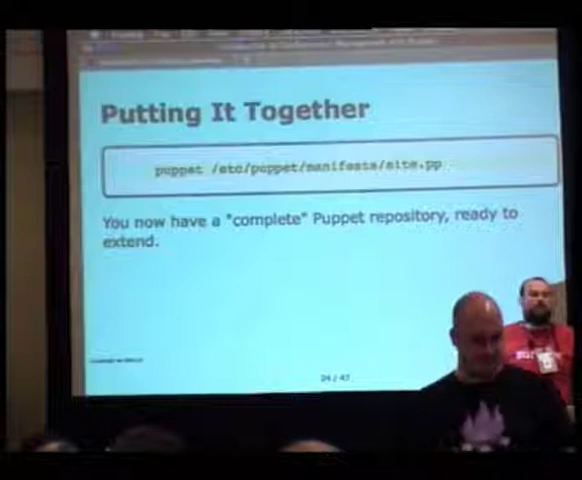 Putting It Together
puppet /etc/puppet/manifests/site.pp
You now have a "complete" Puppet repository, ready to
extend.
24 / 47